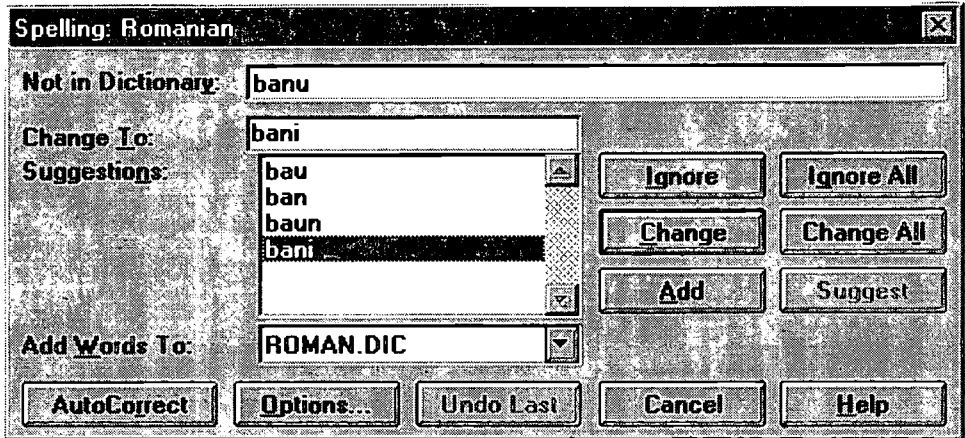 Spelling: Romanian
Not in Dictionary: banu
Change To: bani
Suggestions: bau
ban
baun
bani
Ignore Ignore All
Change Change All
Add Suggest
Add Words To: ROMAN.DIC
AutoCorrect Options... Undo Last Cancel Help